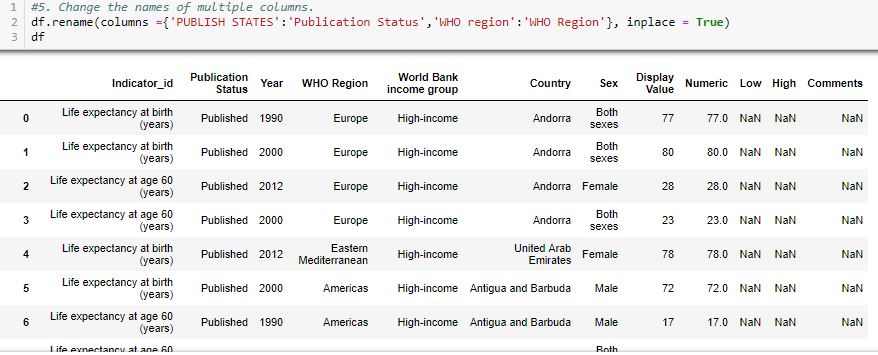 1 #5. Change the names of multiple columns.
2 df.rename(columns ={'PUBLISH STATES':'Publication Status','WHO region':'WHO Region'}, inplace = True)
3 df
Indicator_id Publication Status Year WHO Region World Bank income group Country Sex Display Value Numeric Low High Comments
0 Life expectancy at birth (years) Published 1990 Europe High-income Andorra Both sexes 77 77.0 NaN NaN NaN
1 Life expectancy at birth (years) Published 2000 Europe High-income Andorra Both sexes 80 80.0 NaN NaN NaN
2 Life expectancy at age 60 (years) Published 2012 Europe High-income Andorra Female 28 28.0 NaN NaN NaN
3 Life expectancy at age 60 (years) Published 2000 Europe High-income Andorra Both sexes 23 23.0 NaN NaN NaN
4 Life expectancy at birth (years) Published 2012 Eastern Mediterranean High-income United Arab Emirates Female 78 78.0 NaN NaN NaN
5 Life expectancy at birth (years) Published 2000 Americas High-income Antigua and Barbuda Male 72 72.0 NaN NaN NaN
6 Life expectancy at age 60 (years) Published 1990 Americas High-income Antigua and Barbuda Male 17 17.0 NaN NaN NaN
Life expectancy at age 60 Both